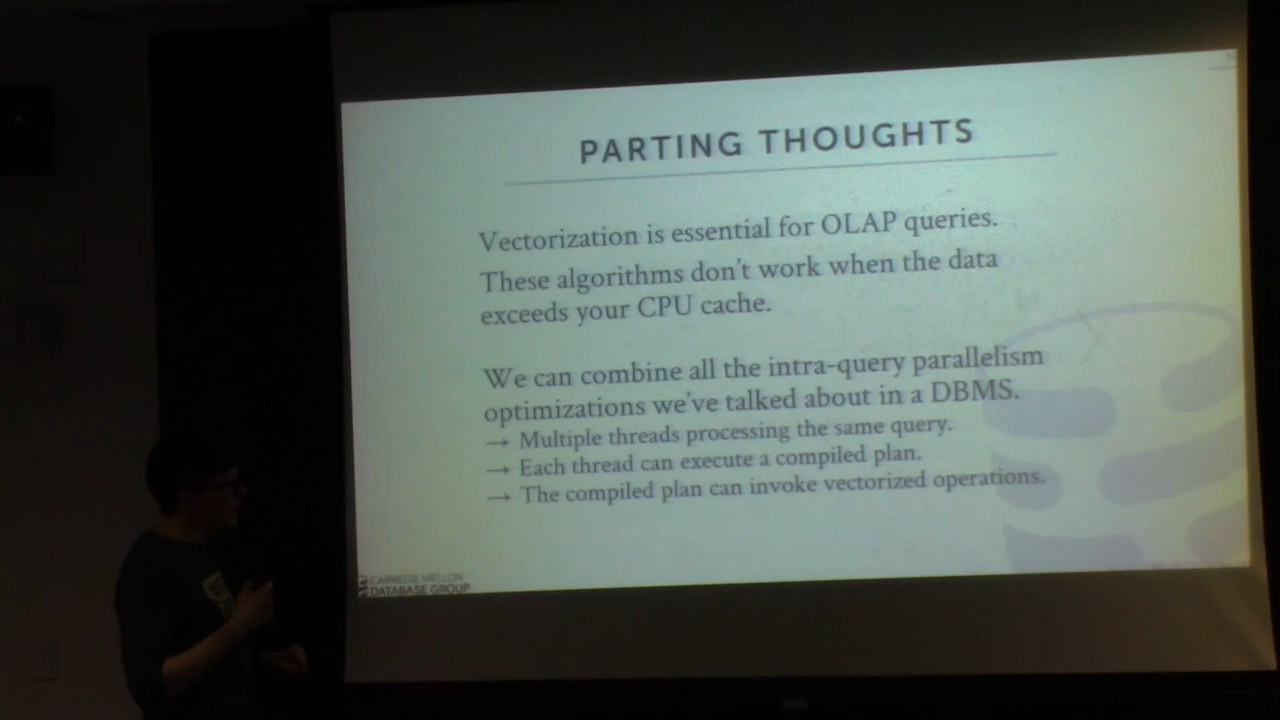 PARTING THOUGHTS
Vectorization is essential for OLAP queries.
These algorithms don't work when the data
exceeds your CPU cache.
We can combine all the intra-query parallelism
optimizations we've talked about in a DBMS.
→ Multiple threads processing the same query.
→ Each thread can execute a compiled plan.
→ The compiled plan can invoke vectorized operations.
CARNEGIE MELLON
DATABASE GROUP